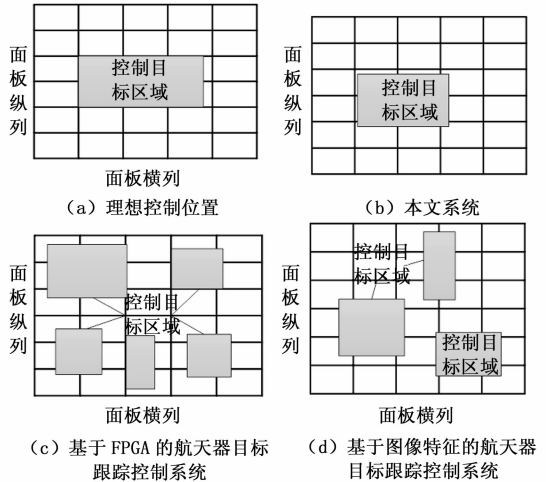 面板纵列
控制目
标区域
面板横列
(a)理想控制位置
面板纵列
控制目
标区域
(b)本文系统
面板纵列
控制目
标区域
面板横列
(c)基于 FPGA 的航天器目标
跟踪控制系统
面板纵列
控制目
标区域
控制目
标区域
面板横列
(d)基于图像特征的航天器
目标跟踪控制系统